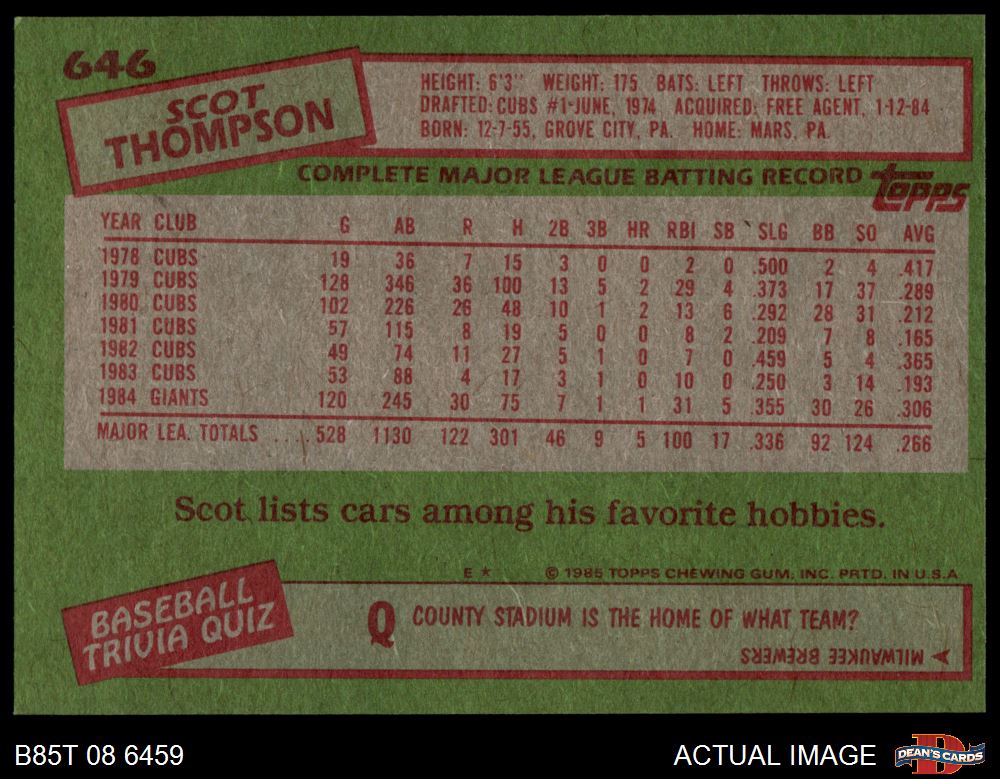 646
SCOT
THOMPSON
HEIGHT: 6'3" WEIGHT: 175 BATS: LEFT THROWS: LEFT
DRAFTED: CUBS #1-JUNE, 1974 ACQUIRED: FREE AGENT, 1-12-84
BORN: 12-7-55, GROVE CITY, PA. HOME: MARS, PA.
COMPLETE MAJOR LEAGUE BATTING RECORD
topps
YEAR CLUB G AB R H 2B 3B HR RBI SB SLG BB SO AVG
1978 CUBS 19 36 7 15 3 0 0 2 0 .500 2 4 .417
1979 CUBS 128 346 36 100 13 5 2 29 4 .373 17 37 .289
1980 CUBS 102 226 26 48 10 1 2 13 6 .292 28 31 .212
1981 CUBS 57 115 8 19 5 0 0 8 2 .209 7 8 .165
1982 CUBS 49 74 11 27 5 1 0 7 0 .459 5 4 .365
1983 CUBS 53 88 4 17 3 1 0 10 0 .250 3 14 .193
1984 GIANTS 120 245 30 75 7 1 1 31 5 .355 30 26 .306
MAJOR LEA. TOTALS .... 528 1130 122 301 46 9 5 100 17 .336 92 124 .266
Scot lists cars among his favorite hobbies.
E ★ © 1985 TOPPS CHEWING GUM, INC. PRTD. IN U.S.A
BASEBALL
TRIVIA QUIZ
Q COUNTY STADIUM IS THE HOME OF WHAT TEAM?
MILWAUKEE BREWERS
B85T 08 6459
ACTUAL IMAGE
D
DEAN'S CARDS